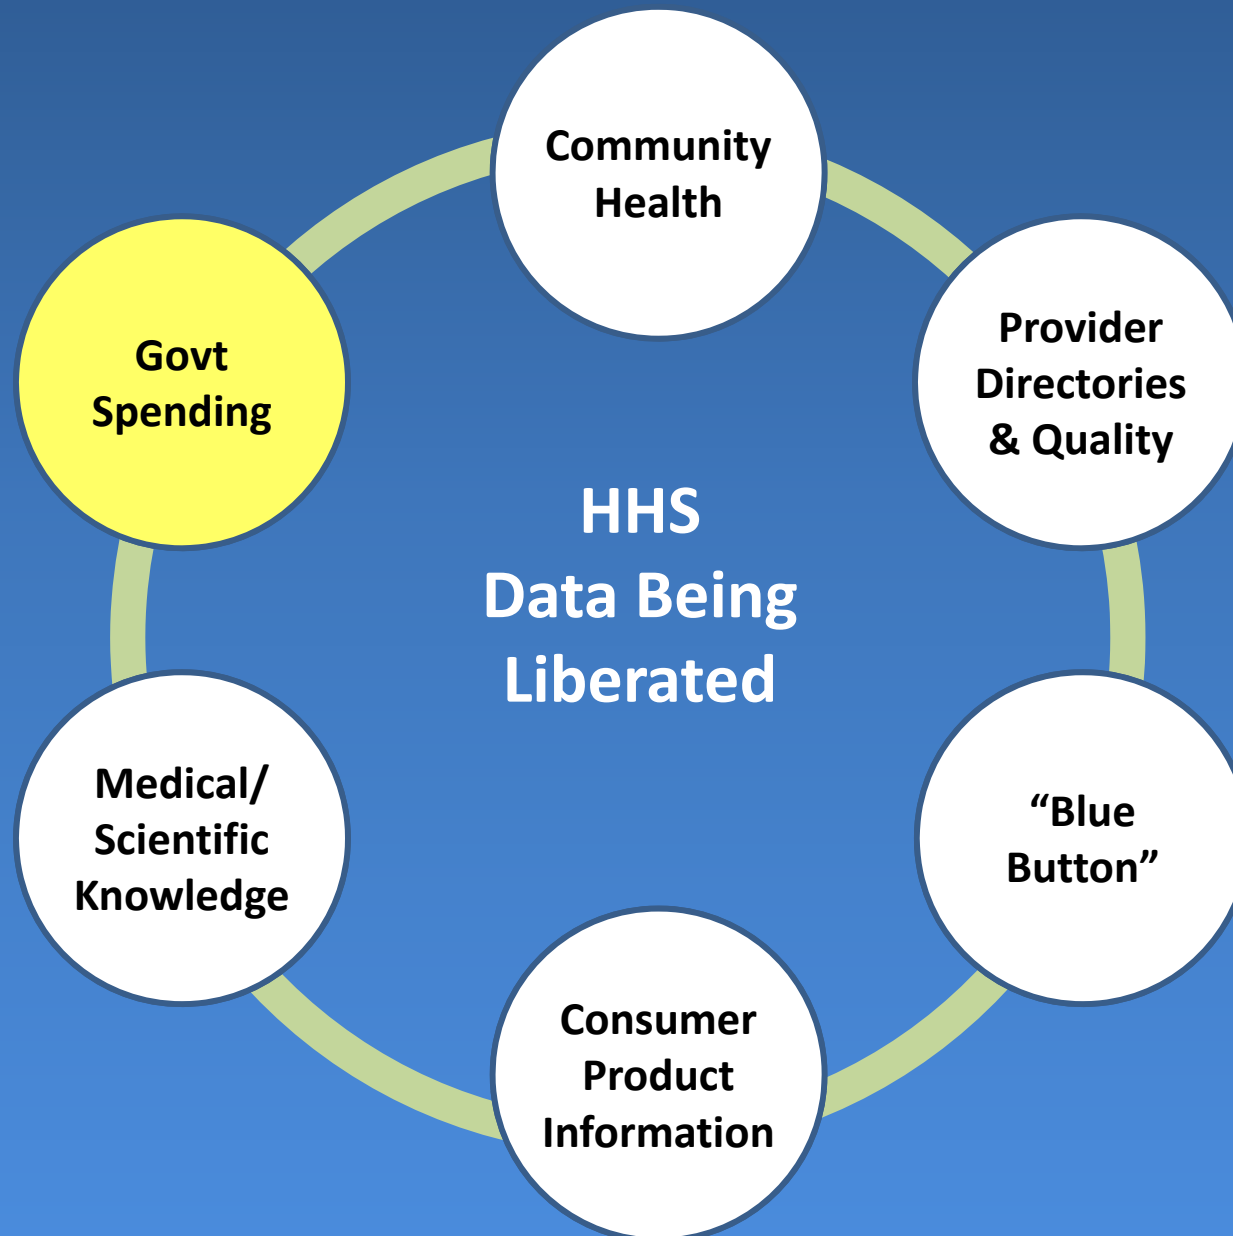 Community
Health
Provider
Directories
& Quality
Govt
Spending
HHS
Data Being
Liberated
Medical/
Scientific
Knowledge
“Blue
Button”
Consumer
Product
Information